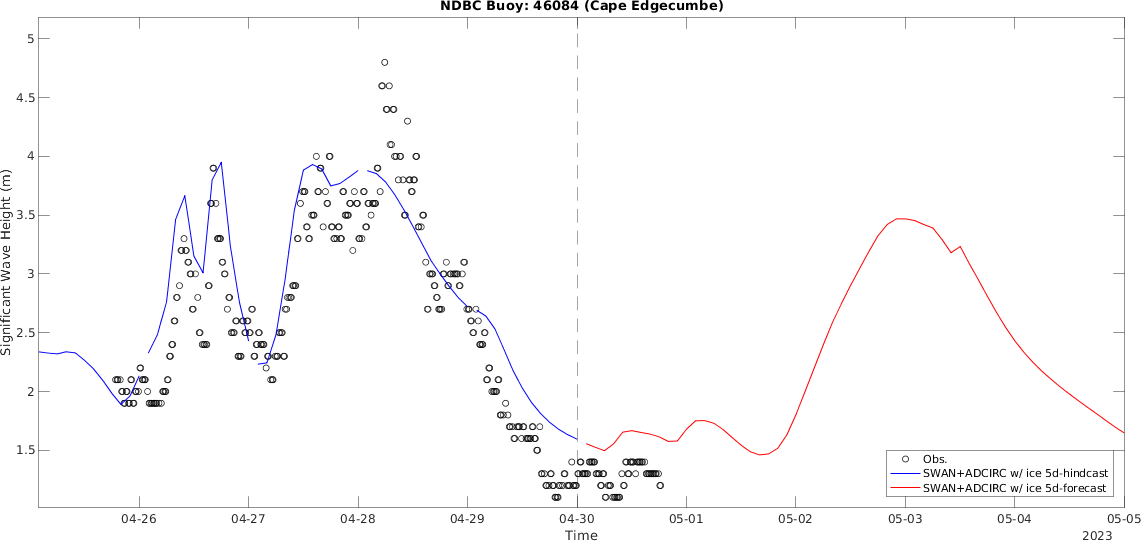 NDBC Buoy: 46084 (Cape Edgecumbe)
Significant Wave Height (m)
5
4.5
4
3.5
3
2.5
2
1.5
Obs.
SWAN+ADCIRC w/ ice 5d-hindcast
SWAN+ADCIRC w/ ice 5d-forecast
04-26 04-27 04-28 04-29 04-30 05-01 05-02 05-03 05-04 05-05
Time
2023